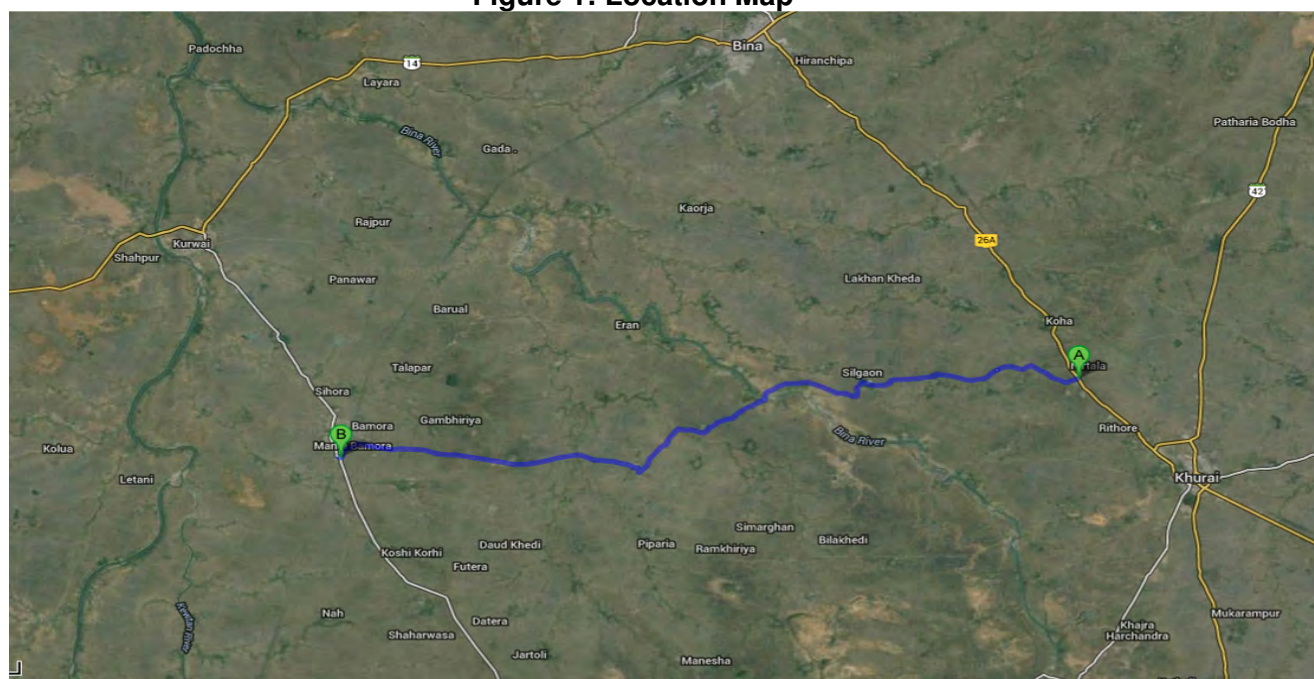 Figure 1: Location Map
Padochha
Bina
14
Hiranchipa
Layara
Patharia Bodha
Bina River
Gada .
42
Kaorja
Rajpur
26A
Kurwai
Shahpur
Panawar
Lakhan Kheda
Barual
Eran
Koha
A
Talapar
Silgaon
Sihora
Gambhiriya
Bamora
Rithore
B
Bina River
Kolua
Bamora
Letani
Khurai
Simarghan
Bilakhedi
Daud Khedi
Piparia
Ramkhiriya
Koshi Korhi
Futera
Nah
Datera
Mukarampur
Khajra
Harchandra
Shaharwasa
Jartoli
Manesha